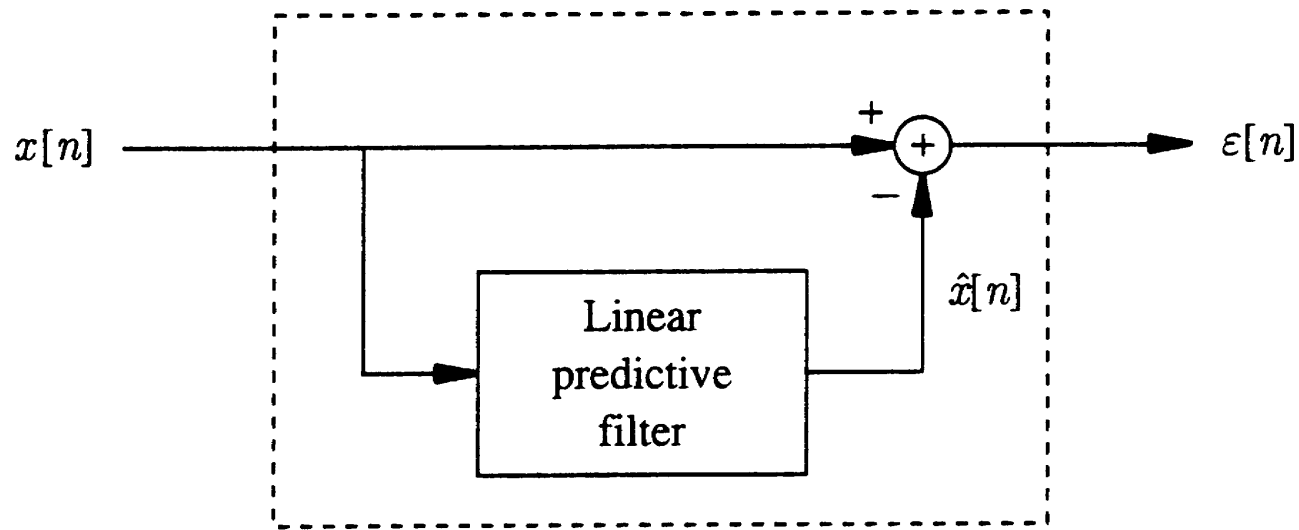 x[n]
+
+
−
ε[n]
x̂[n]
Linear
predictive
filter